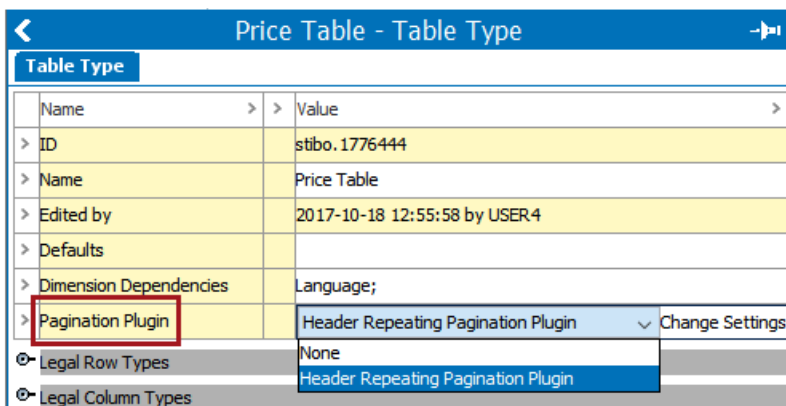 Price Table - Table Type
Table Type
Name > > Value >
> ID stibo.1776444
> Name Price Table
> Edited by 2017-10-18 12:55:58 by USER4
> Defaults
> Dimension Dependencies Language;
> Pagination Plugin Header Repeating Pagination Plugin Change Settings
None
Legal Row Types
Header Repeating Pagination Plugin
Legal Column Types